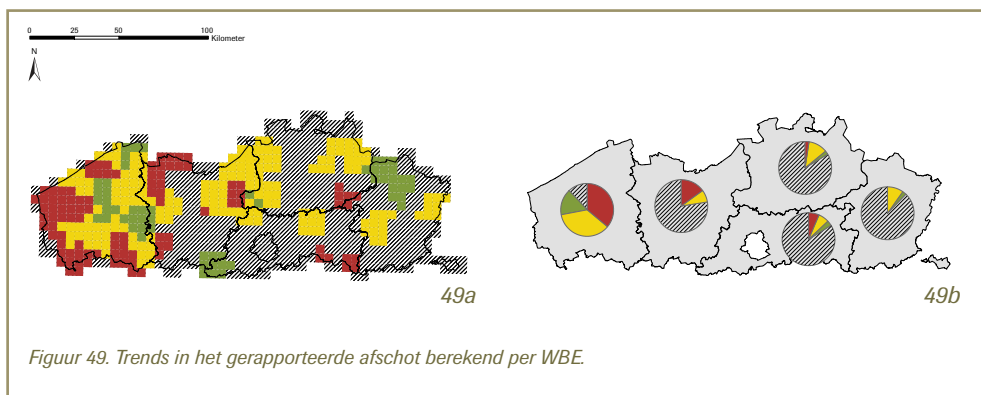 0 25 50 100
Kilometer
N
49a
49b
Figuur 49. Trends in het gerapporteerde afschot berekend per WBE.